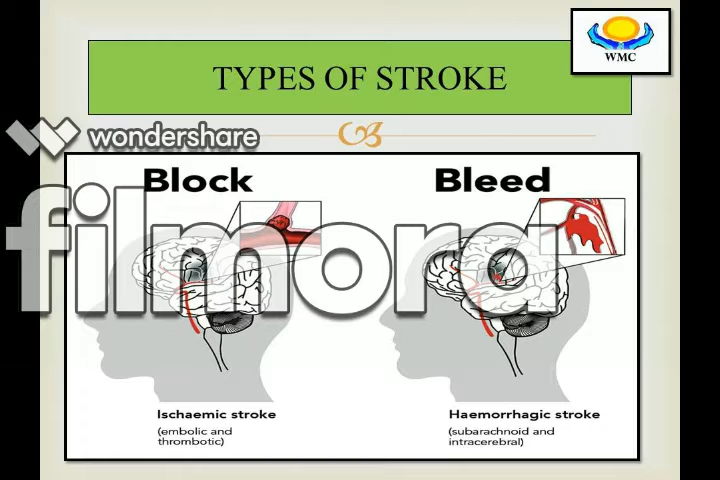 WMC
TYPES OF STROKE
wondershare
filmora
Block
Bleed
Ischaemic stroke
(embolic and
thrombotic)
Haemorrhagic stroke
(subarachnoid and
intracerebral)